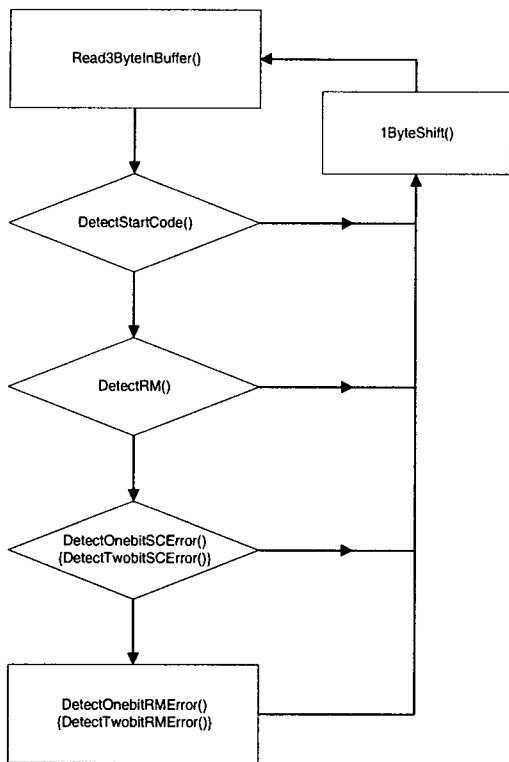 Read3ByteInBuffer()
1ByteShift()
DetectStartCode()
DetectRM()
DetectOnebitSCError()
{DetectTwobitSCError()}
DetectOnebitRMError()
{DetectTwobitRMError()}